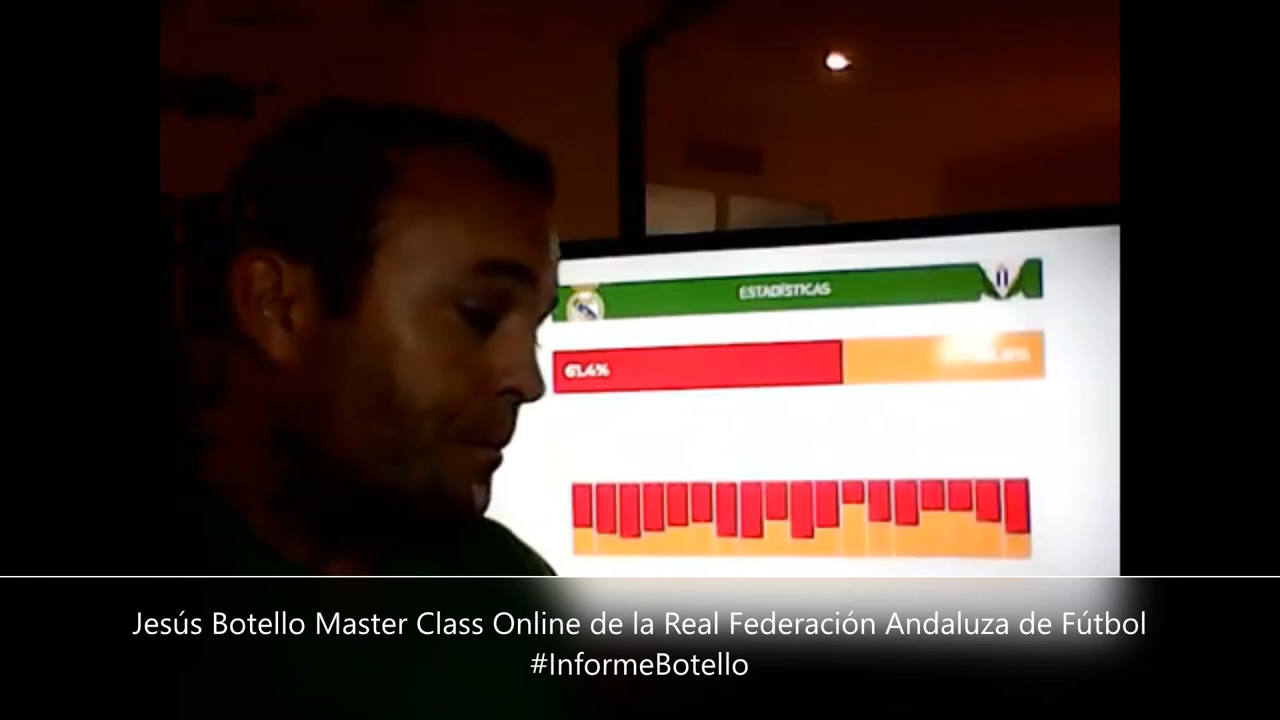 ESTADÍSTICAS
61.4%
Jesús Botello Master Class Online de la Real Federación Andaluza de Fútbol
#InformeBotello